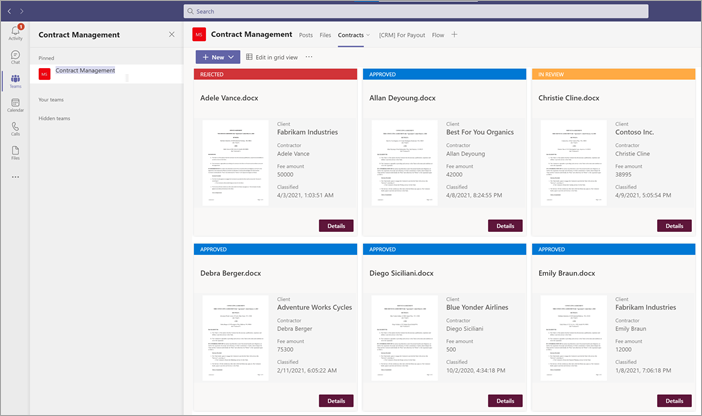 Search
1
Activity
Chat
Teams
Calendar
Calls
Files
Contract Management
Pinned
MS
Contract Management
Your teams
Hidden teams
MS
Contract Management
Posts
Files
Contracts
[CRM] For Payout
Flow
+ New
Edit in grid view
REJECTED
Adele Vance.docx
Client
Fabrikam Industries
Contractor
Adele Vance
Fee amount
50000
Classified
4/3/2021, 1:03:51 AM
Details
APPROVED
Allan Deyoung.docx
Client
Best For You Organics
Contractor
Allan Deyoung
Fee amount
42000
Classified
4/8/2021, 8:24:55 PM
Details
IN REVIEW
Christie Cline.docx
Client
Contoso Inc.
Contractor
Christie Cline
Fee amount
38995
Classified
4/9/2021, 5:05:54 PM
Details
APPROVED
Debra Berger.docx
Client
Adventure Works Cycles
Contractor
Debra Berger
Fee amount
75300
Classified
2/11/2021, 6:05:22 AM
Details
APPROVED
Diego Siciliani.docx
Client
Blue Yonder Airlines
Contractor
Diego Siciliani
Fee amount
500
Classified
10/2/2020, 4:34:18 PM
Details
APPROVED
Emily Braun.docx
Client
Fabrikam Industries
Contractor
Emily Braun
Fee amount
12000
Classified
1/8/2021, 7:06:18 PM
Details